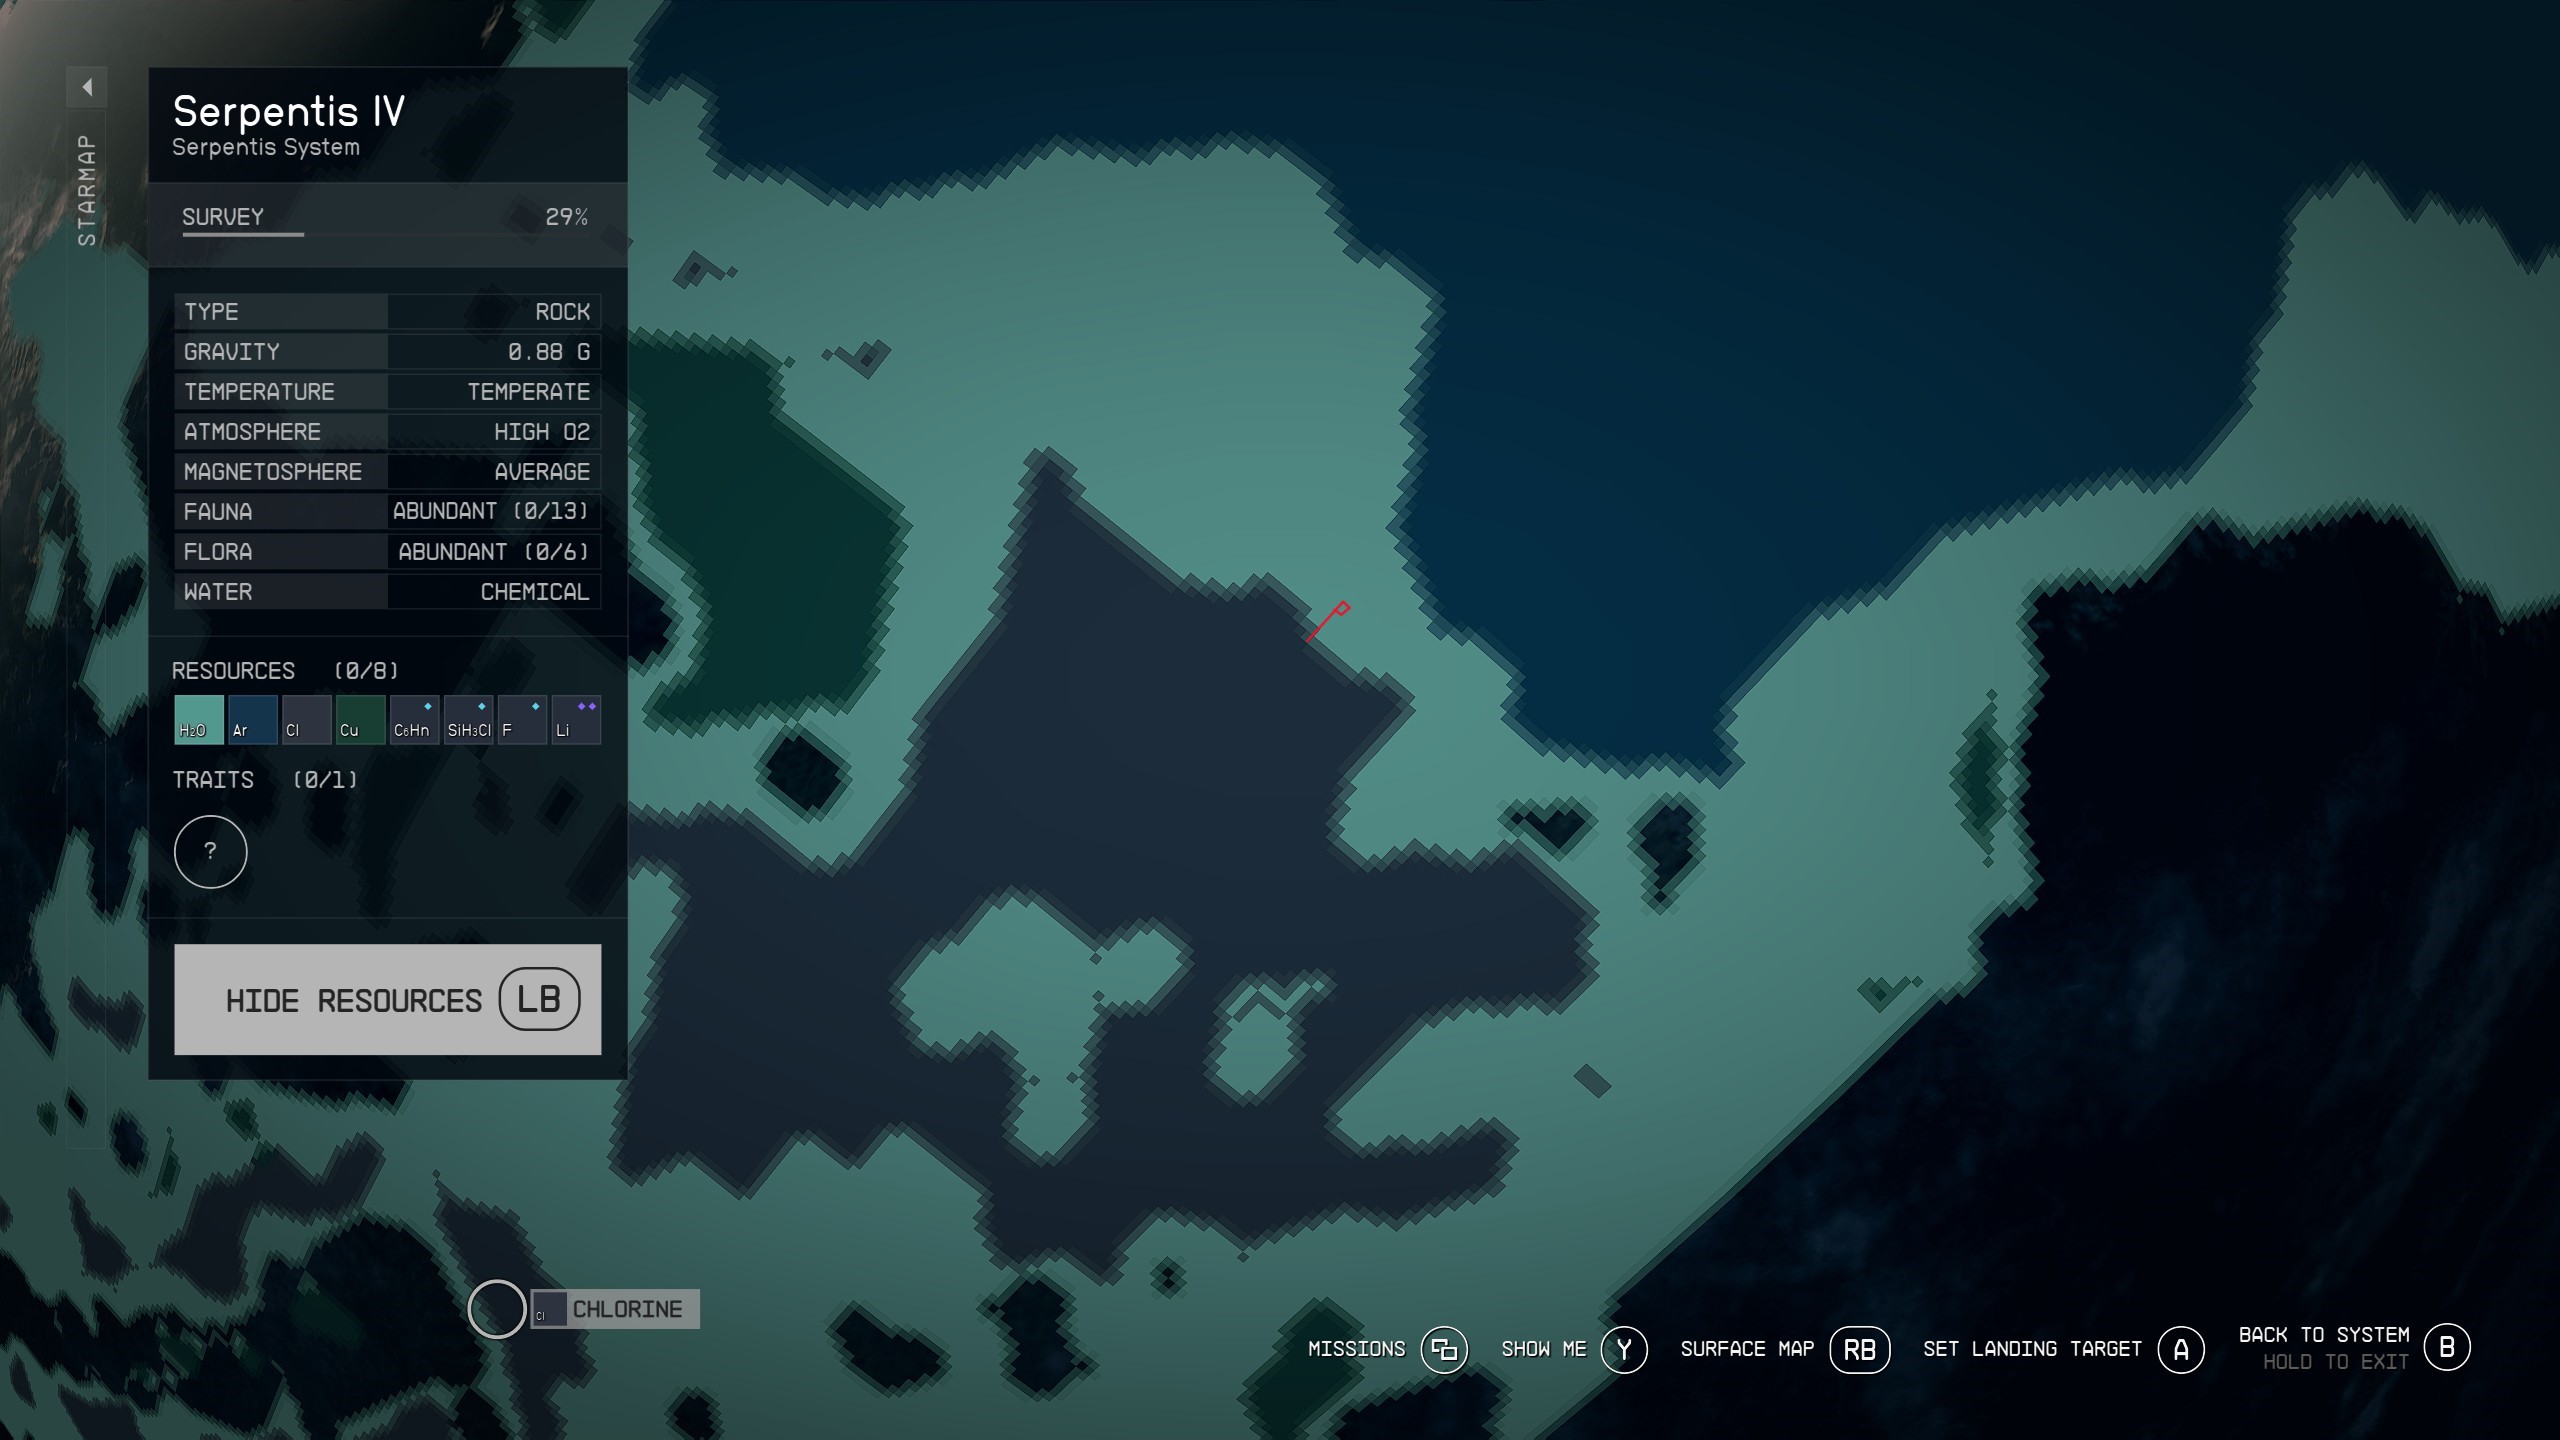 STARMAP
Serpentis IV
Serpentis System
SURVEY 29%
TYPE ROCK
GRAVITY 0.88 G
TEMPERATURE TEMPERATE
ATMOSPHERE HIGH O2
MAGNETOSPHERE AVERAGE
FAUNA ABUNDANT (0/13)
FLORA ABUNDANT (0/6)
WATER CHEMICAL
RESOURCES (0/8)
H₂O Ar Cl Cu C₆Hn SiH₃Cl F Li
TRAITS (0/1)
?
HIDE RESOURCES LB
Cl CHLORINE
MISSIONS SHOW ME Y SURFACE MAP RB SET LANDING TARGET A BACK TO SYSTEM B
HOLD TO EXIT